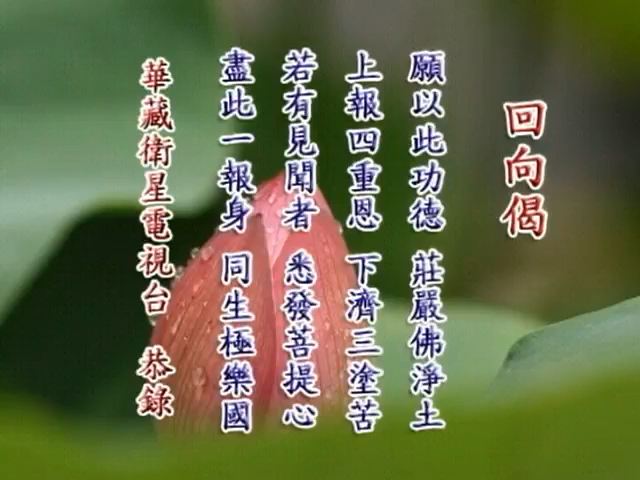 回向偈
願以此功德 莊嚴佛淨土
上報四重恩 下濟三塗苦
若有見聞者 悉發菩提心
盡此一報身 同生極樂國
華藏衛星電視台 恭錄